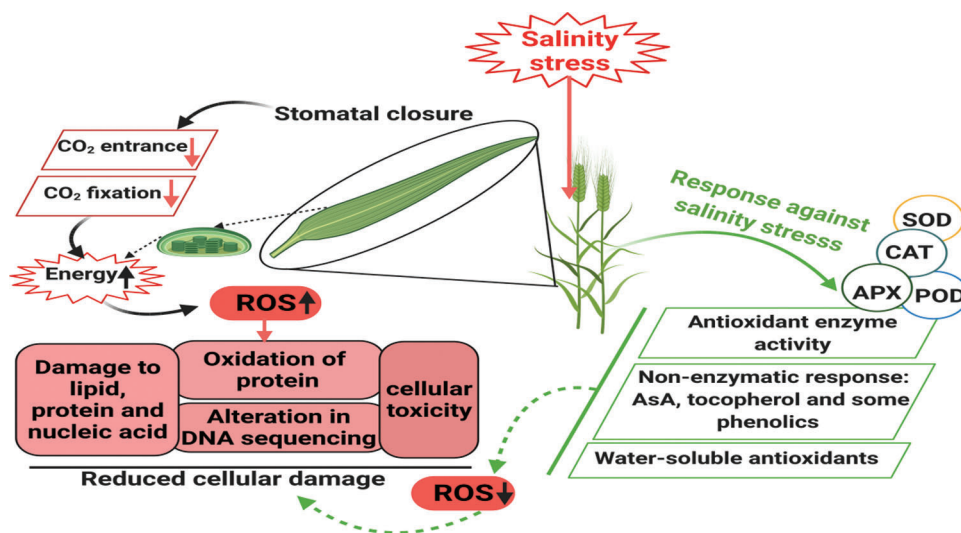 Salinity
stress
Stomatal closure
CO₂ entrance
CO₂ fixation
Energy
ROS
Damage to
lipid,
protein and
nucleic acid
Oxidation of
protein
Alteration in
DNA sequencing
cellular
toxicity
Reduced cellular damage
ROS
Response against
salinity stresss
SOD
CAT
APX
POD
Antioxidant enzyme
activity
Non-enzymatic response:
AsA, tocopherol and some
phenolics
Water-soluble antioxidants